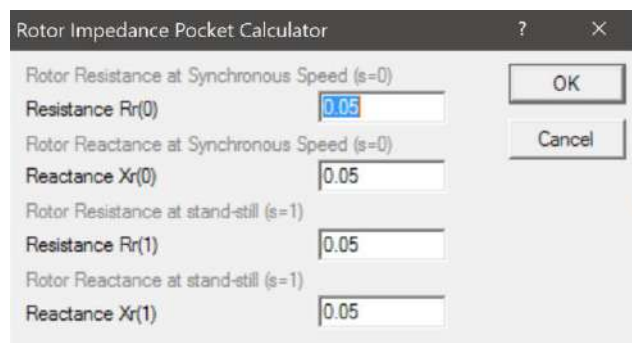 Rotor Impedance Pocket Calculator ? ×
Rotor Resistance at Synchronous Speed (s=0)
OK
Resistance Rr(0) 0.05
Rotor Reactance at Synchronous Speed (s=0)
Cancel
Reactance Xr(0) 0.05
Rotor Resistance at stand-still (s=1)
Resistance Rr(1) 0.05
Rotor Reactance at stand-still (s=1)
Reactance Xr(1) 0.05